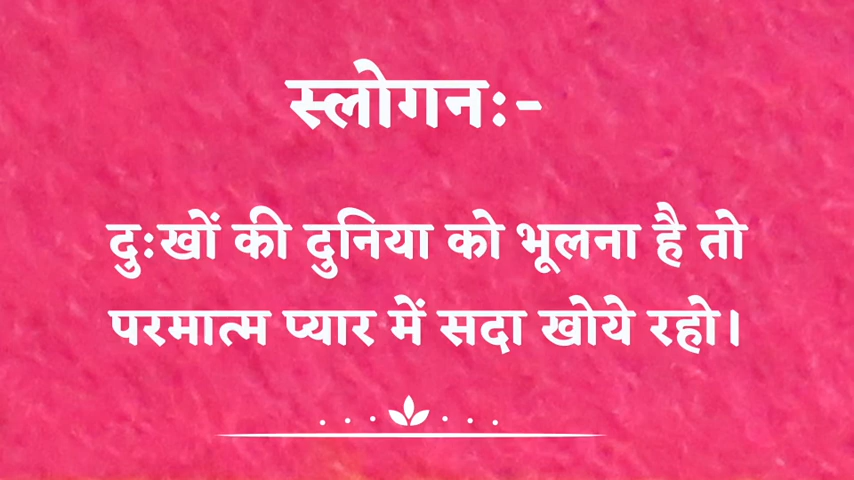 स्लोगन:-
दुःखों की दुनिया को भूलना है तो
परमात्म प्यार में सदा खोये रहो।